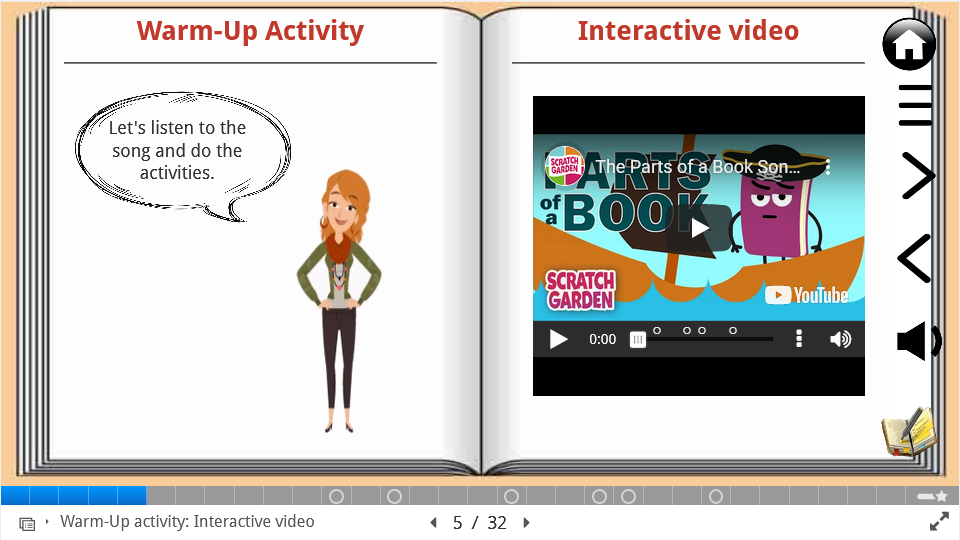 Warm-Up Activity
Interactive video
Let's listen to the
song and do the
activities.
SCRATCH
GARDEN
The Parts of a Book Son...
PARTS
of
a
BOOK
SCRATCH
GARDEN
YouTube
0:00
Warm-Up activity: Interactive video
5 / 32